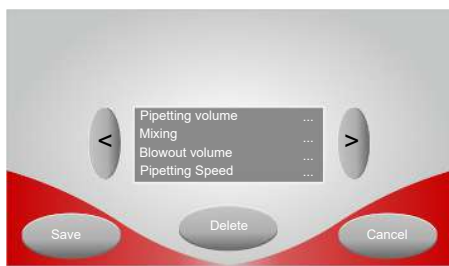 Pipetting volume ...
Mixing ...
< >
Blowout volume ...
Pipetting Speed ...
Save Delete Cancel